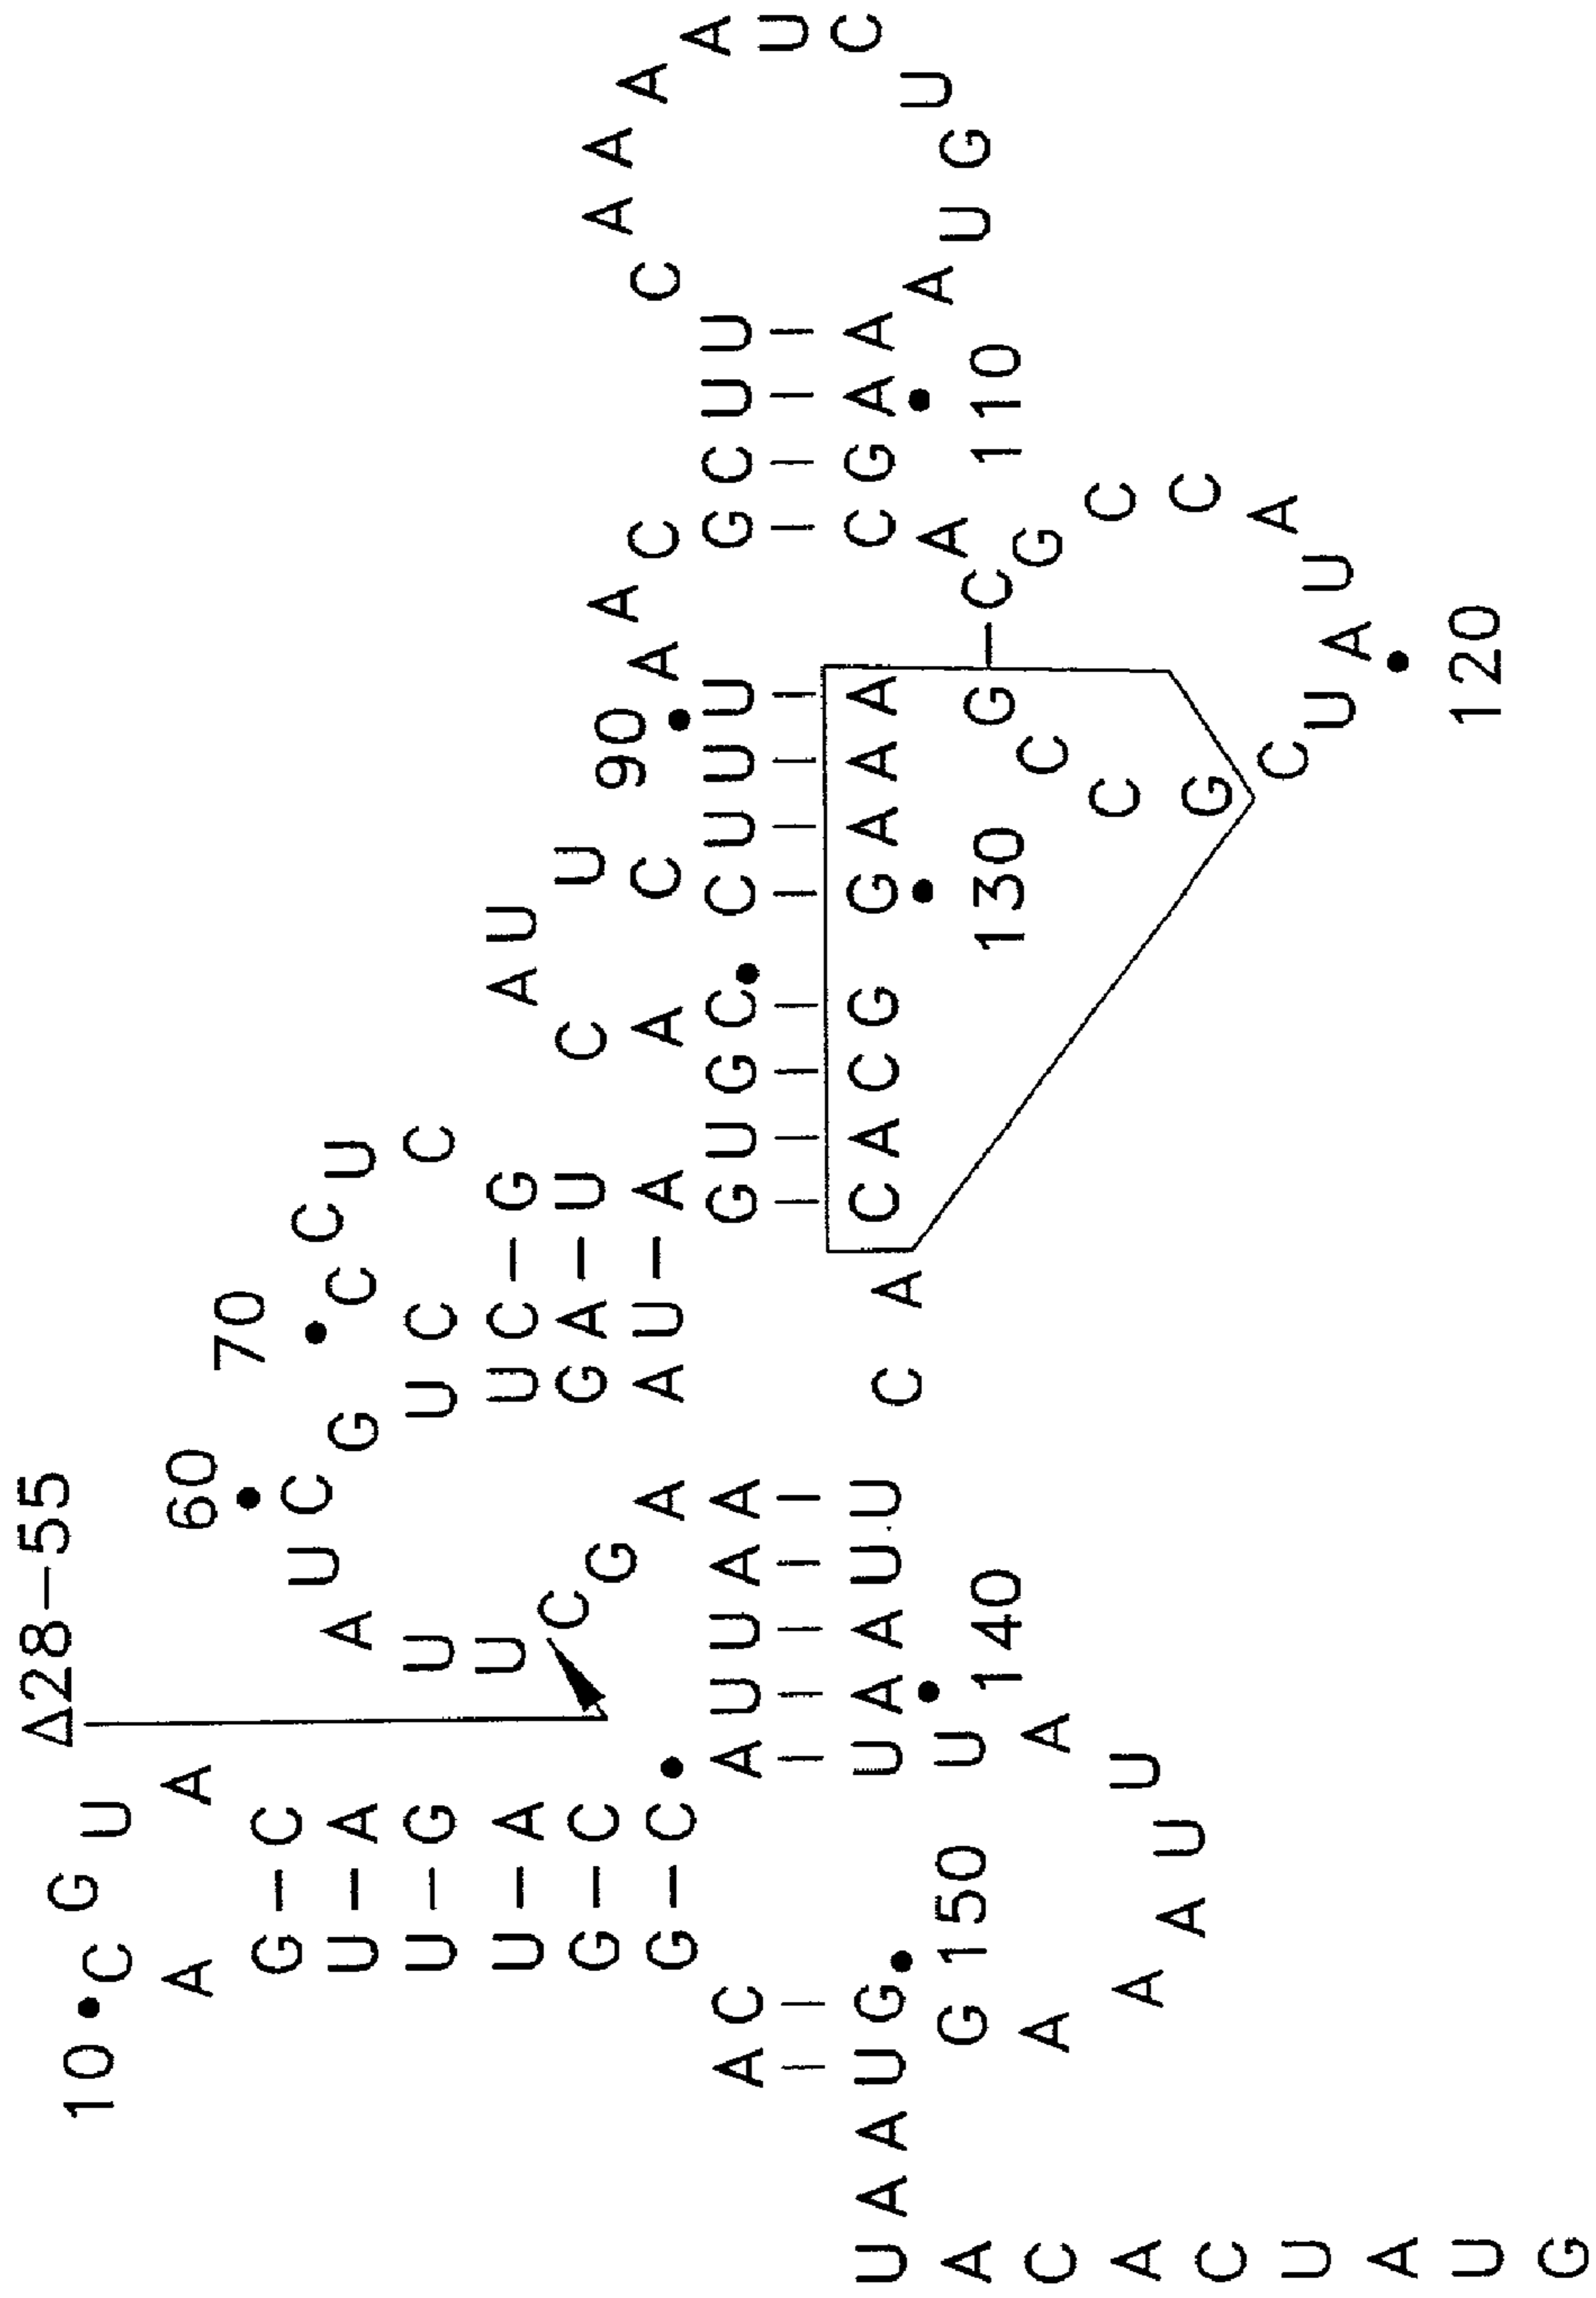 Δ28–55
10 C G U
A A 60
70
G–C U C C
U–A A G C U
U–G U U C C
U–A U U C–G A U
G–C C G G A–U C U 90 A A A A
G–C A A U–A A C A C C A
A C A U U A A G U G C C U U U G C U U U
U A A U G U A A U U C A C A C G G A A A C G A A C
A G 150 U 140 130 G C A 110 A U G U
C A A C G
A A U C C
C A U G C
U C A
A U U
U A
G 120